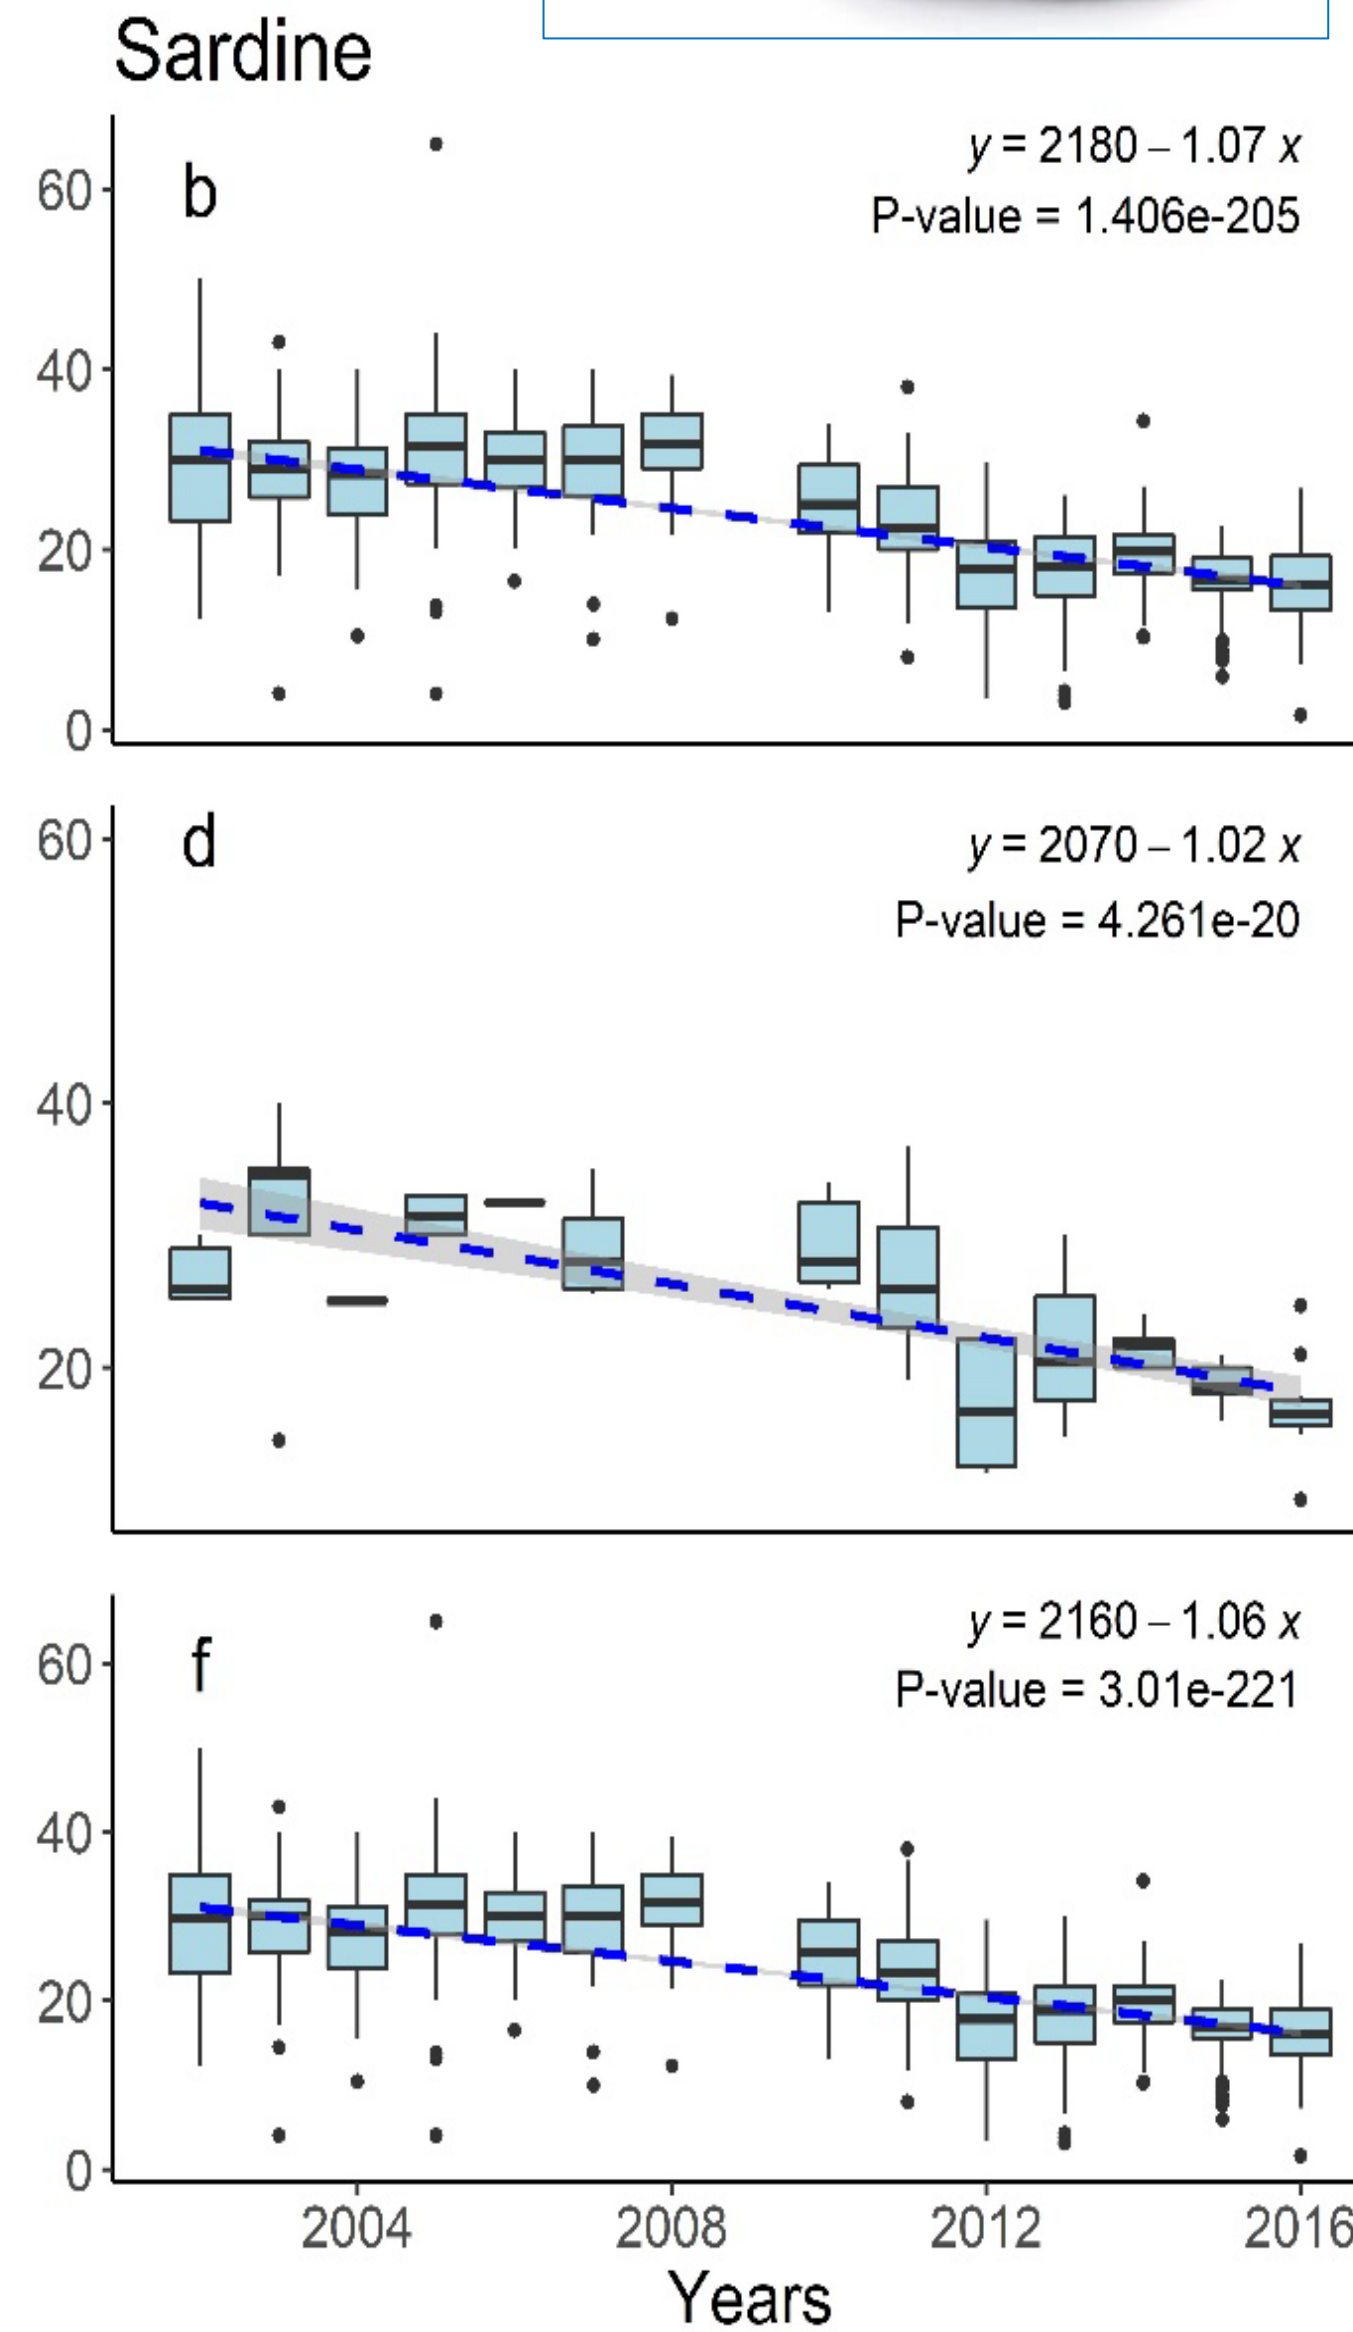 Sardine
b
y = 2180 – 1.07 x
P-value = 1.406e-205
60
40
20
0
d
y = 2070 – 1.02 x
P-value = 4.261e-20
60
40
20
f
y = 2160 – 1.06 x
P-value = 3.01e-221
60
40
20
0
2004 2008 2012 2016
Years